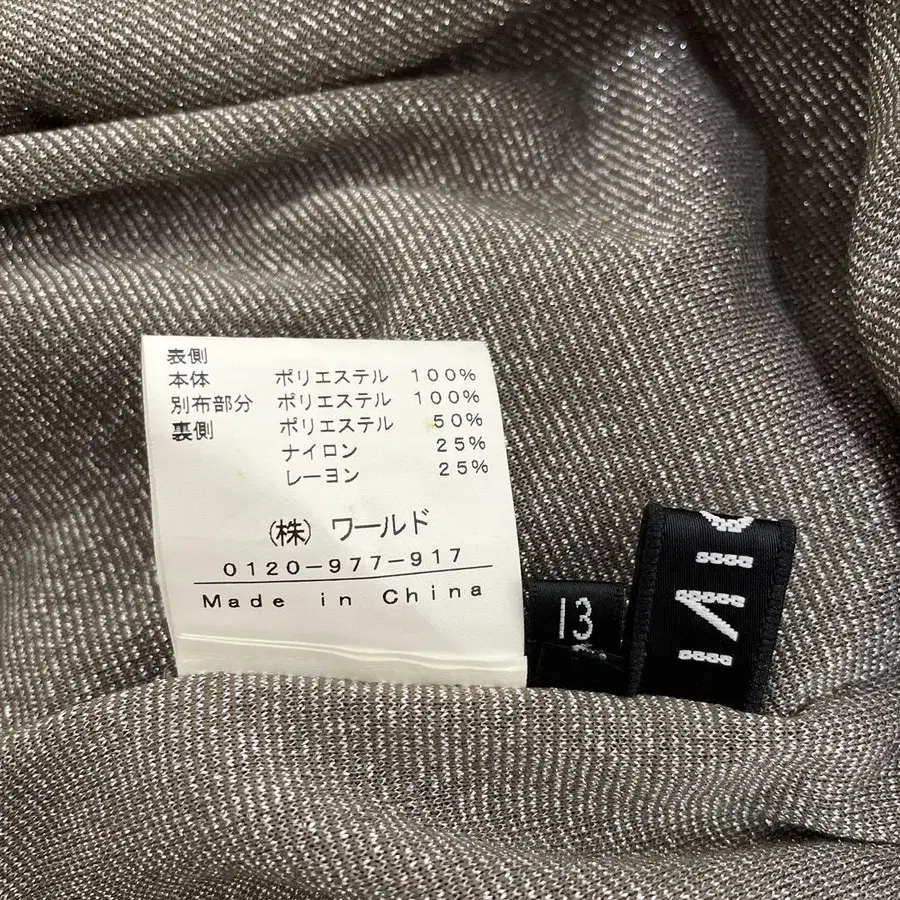 表側
本体 ポリエステル 100%
別布部分 ポリエステル 100%
裏側 ポリエステル 50%
ナイロン 25%
レーヨン 25%
(株) ワールド
0120-977-917
Made in China
13